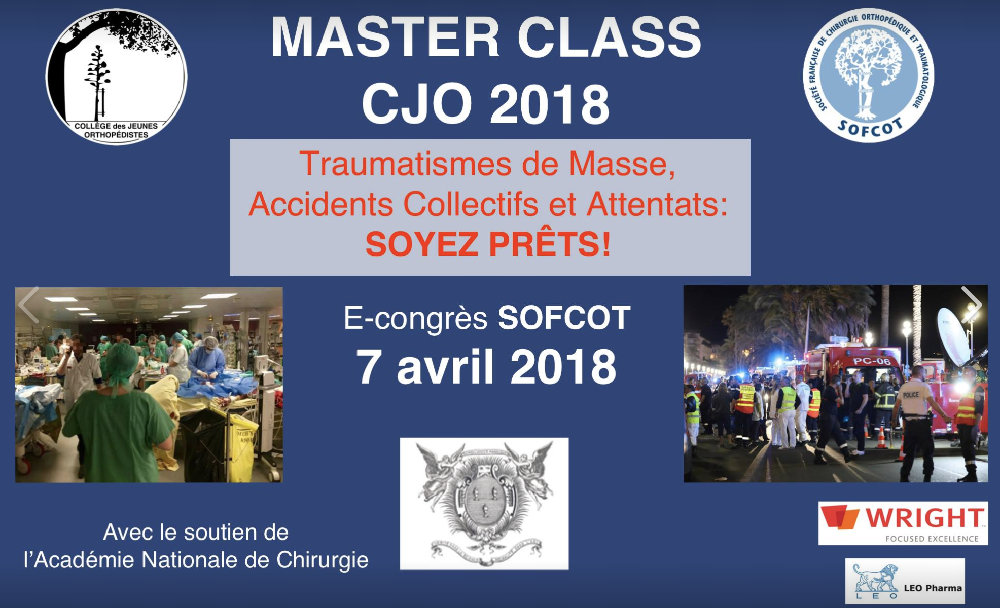 MASTER CLASS
CJO 2018
COLLÈGE des JEUNES
ORTHOPÉDISTES
SOCIÉTÉ FRANÇAISE DE CHIRURGIE ORTHOPÉDIQUE ET TRAUMATOLOGIQUE
SOFCOT
Traumatismes de Masse,
Accidents Collectifs et Attentats:
SOYEZ PRÊTS!
E-congrès SOFCOT
7 avril 2018
PC-06
POLICE
Avec le soutien de
l'Académie Nationale de Chirurgie
WRIGHT
FOCUSED EXCELLENCE
LEO
LEO Pharma